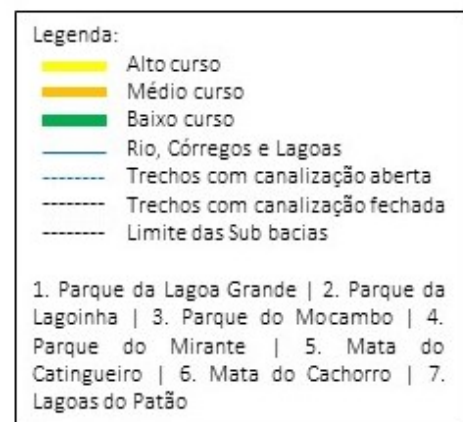 Legenda:
Alto curso
Médio curso
Baixo curso
Rio, Córregos e Lagoas
Trechos com canalização aberta
Trechos com canalização fechada
Limite das Sub bacias
1. Parque da Lagoa Grande | 2. Parque da
Lagoinha | 3. Parque do Mocambo | 4.
Parque do Mirante | 5. Mata do
Catingueiro | 6. Mata do Cachorro | 7.
Lagoas do Patão